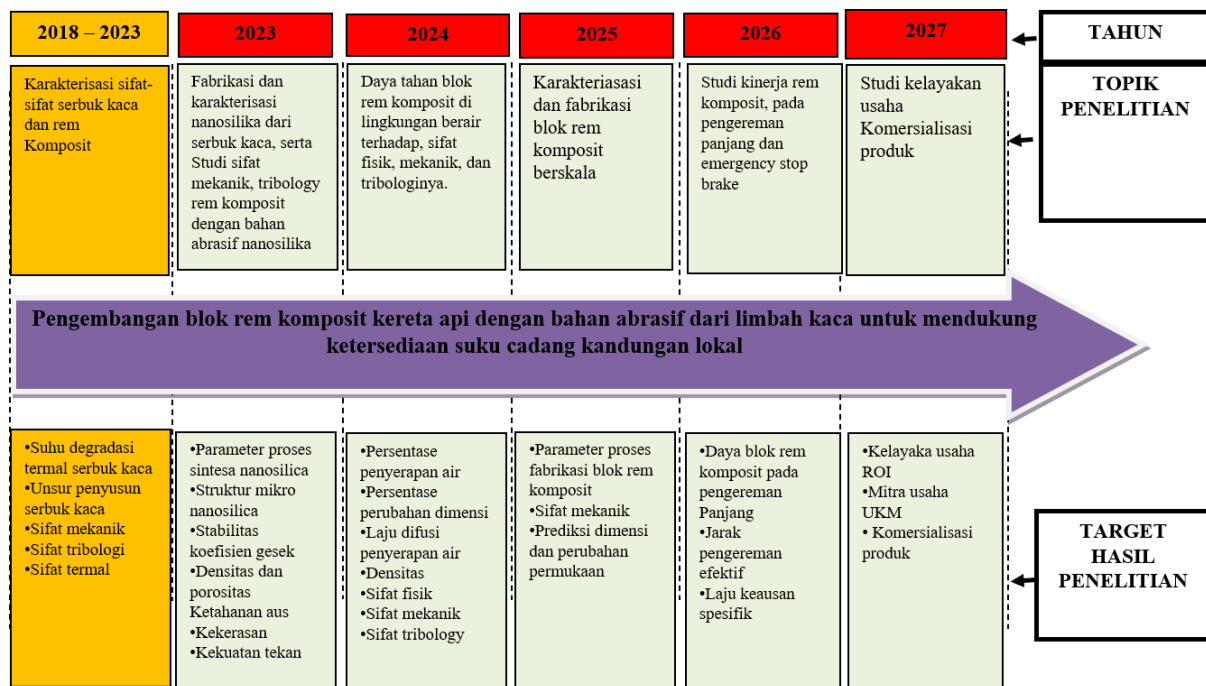 2018 – 2023
2023
2024
2025
2026
2027
TAHUN
Karakterisasi sifat-
sifat serbuk kaca
dan rem
Komposit
Fabrikasi dan
karakterisasi
nanosilika dari
serbuk kaca, serta
Studi sifat
mekanik, tribology
rem komposit
dengan bahan
abrasif nanosilika
Daya tahan blok
rem komposit di
lingkungan berair
terhadap, sifat
fisik, mekanik, dan
tribologinya.
Karakteriasasi
dan fabrikasi
blok rem
komposit
berskala
Studi kinerja rem
komposit, pada
pengereman
panjang dan
emergency stop
brake
Studi kelayakan
usaha
Komersialisasi
produk
TOPIK
PENELITIAN
Pengembangan blok rem komposit kereta api dengan bahan abrasif dari limbah kaca untuk mendukung
ketersediaan suku cadang kandungan lokal
•Suhu degradasi
termal serbuk kaca
•Unsur penyusun
serbuk kaca
•Sifat mekanik
•Sifat tribologi
•Sifat termal
•Parameter proses
sintesa nanosilica
•Struktur mikro
nanosilica
•Stabilitas
koefisien gesek
•Densitas dan
porositas
Ketahanan aus
•Kekerasan
•Kekuatan tekan
•Persentase
penyerapan air
•Persentase
perubahan dimensi
•Laju difusi
penyerapan air
•Densitas
•Sifat fisik
•Sifat mekanik
•Sifat tribology
•Parameter proses
fabrikasi blok rem
komposit
•Sifat mekanik
•Prediksi dimensi
dan perubahan
permukaan
•Daya blok rem
komposit pada
pengereman
Panjang
•Jarak
pengereman
efektif
•Laju keausan
spesifik
•Kelayaka usaha
ROI
•Mitra usaha
UKM
• Komersialisasi
produk
TARGET
HASIL
PENELITIAN